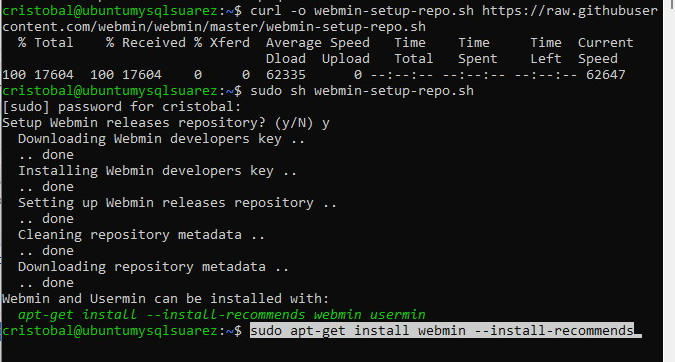 cristobal@ubuntumysqlsuarez:~$ curl -o webmin-setup-repo.sh https://raw.githubuser
content.com/webmin/webmin/master/webmin-setup-repo.sh
  % Total    % Received % Xferd  Average Speed   Time    Time     Time  Current
                                 Dload  Upload   Total   Spent    Left  Speed
100 17604  100 17604    0     0  62335      0 --:--:-- --:--:-- --:--:-- 62647
cristobal@ubuntumysqlsuarez:~$ sudo sh webmin-setup-repo.sh
[sudo] password for cristobal:
Setup Webmin releases repository? (y/N) y
  Downloading Webmin developers key ..
  .. done
  Installing Webmin developers key ..
  .. done
  Setting up Webmin releases repository ..
  .. done
  Cleaning repository metadata ..
  .. done
  Downloading repository metadata ..
  .. done
Webmin and Usermin can be installed with:
  apt-get install --install-recommends webmin usermin
cristobal@ubuntumysqlsuarez:~$ sudo apt-get install webmin --install-recommends